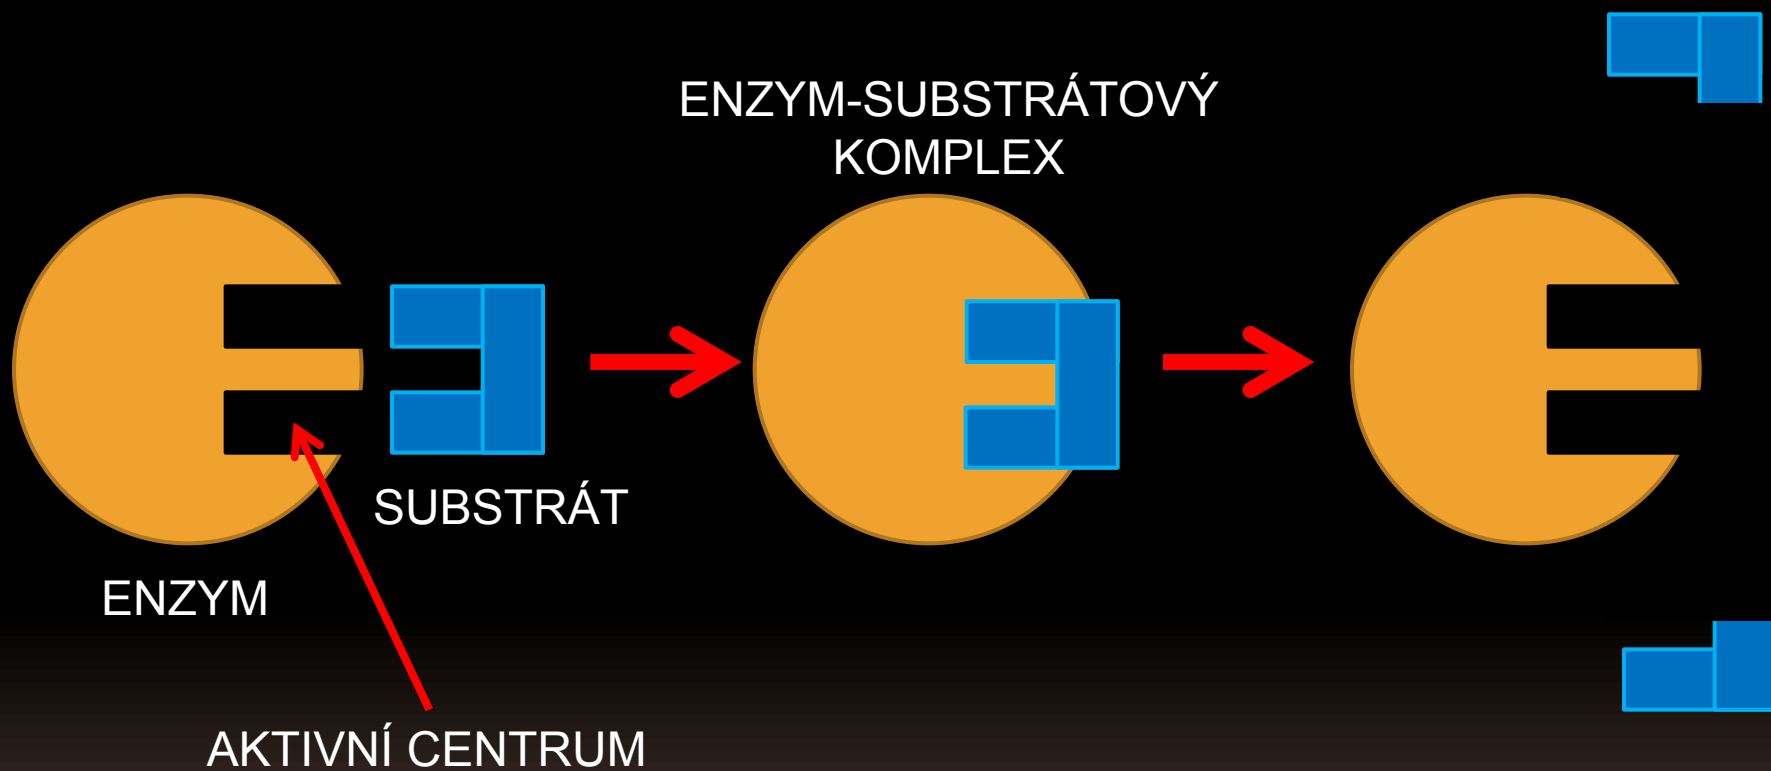 ENZYM-SUBSTRÁTOVÝ
KOMPLEX
SUBSTRÁT
ENZYM
AKTIVNÍ CENTRUM